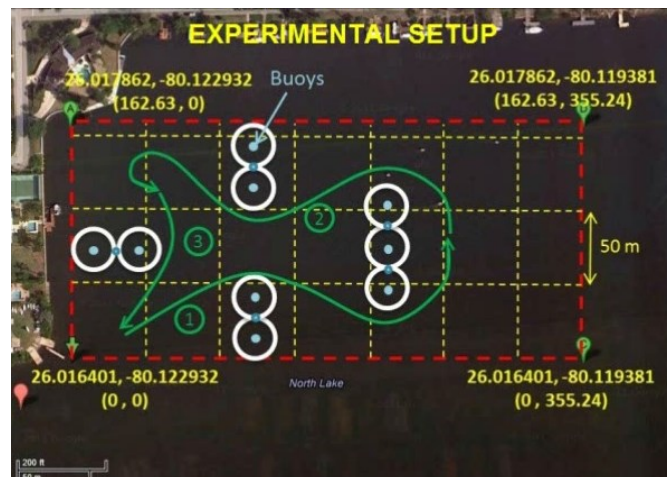 EXPERIMENTAL SETUP
26.017862, -80.122932
(162.63 , 0)
Buoys
26.017862, -80.119381
(162.63 , 355.24)
A
2
3
50 m
1
26.016401, -80.122932
(0 , 0)
North Lake
26.016401, -80.119381
(0 , 355.24)
200 ft
50 m